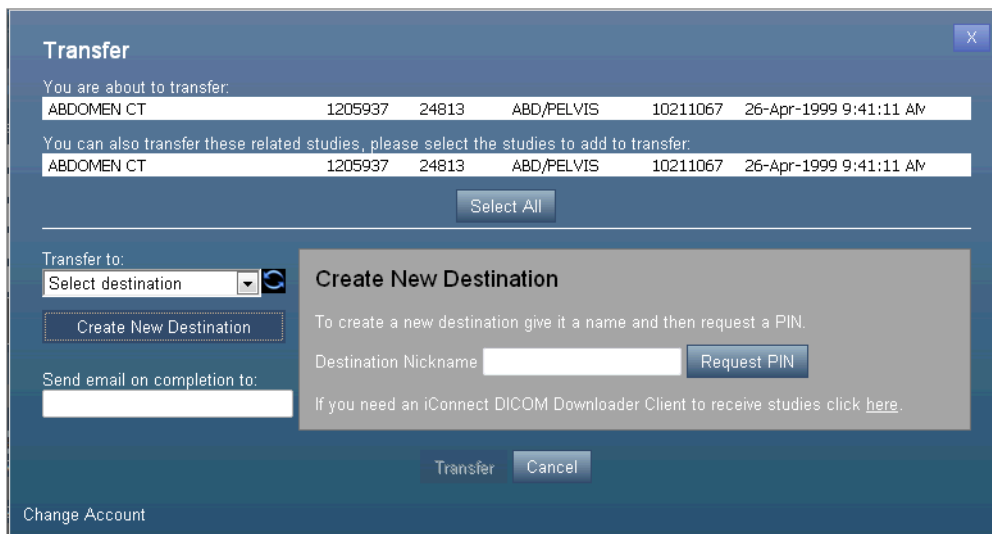 Transfer
X
You are about to transfer:
ABDOMEN CT 1205937 24813 ABD/PELVIS 10211067 26-Apr-1999 9:41:11 AM
You can also transfer these related studies, please select the studies to add to transfer:
ABDOMEN CT 1205937 24813 ABD/PELVIS 10211067 26-Apr-1999 9:41:11 AM
Select All
Transfer to:
Select destination
Create New Destination
Send email on completion to:
Create New Destination
To create a new destination give it a name and then request a PIN.
Destination Nickname
Request PIN
If you need an iConnect DICOM Downloader Client to receive studies click here.
Transfer
Cancel
Change Account